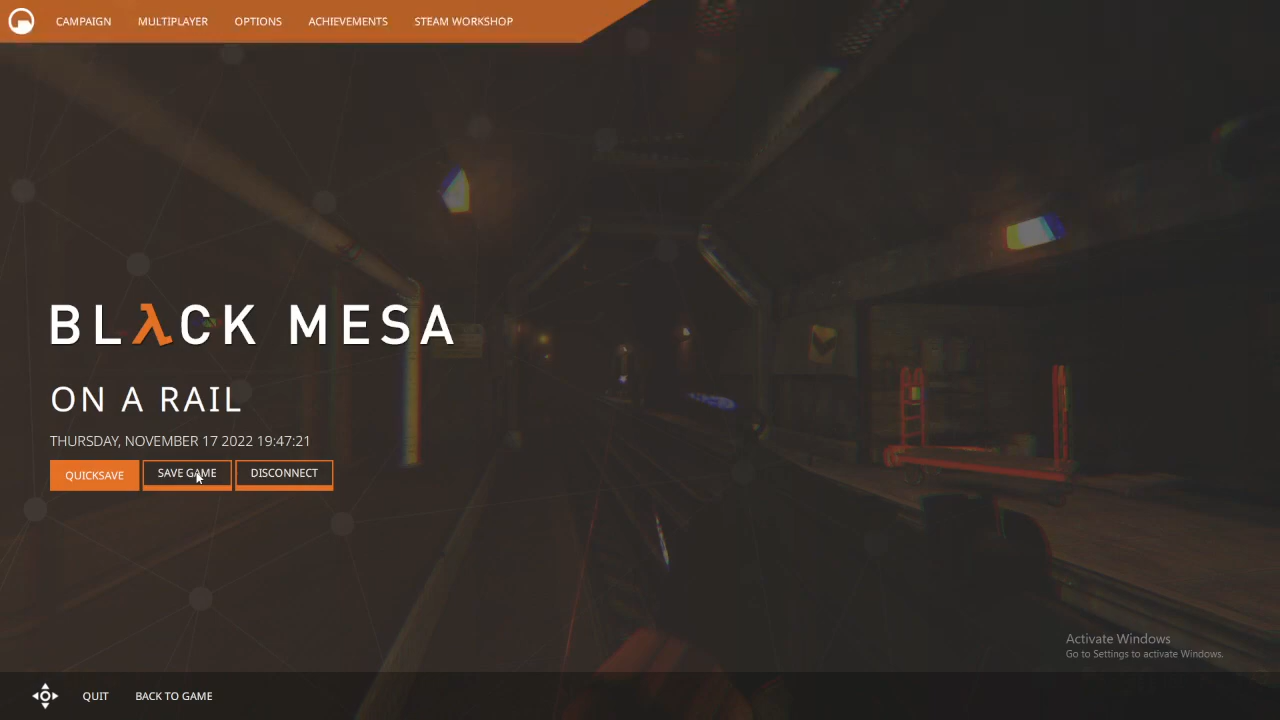 CAMPAIGN MULTIPLAYER OPTIONS ACHIEVEMENTS STEAM WORKSHOP
BLλCK MESA
ON A RAIL
THURSDAY, NOVEMBER 17 2022 19:47:21
QUICKSAVE SAVE GAME DISCONNECT
Activate Windows
Go to Settings to activate Windows.
QUIT BACK TO GAME